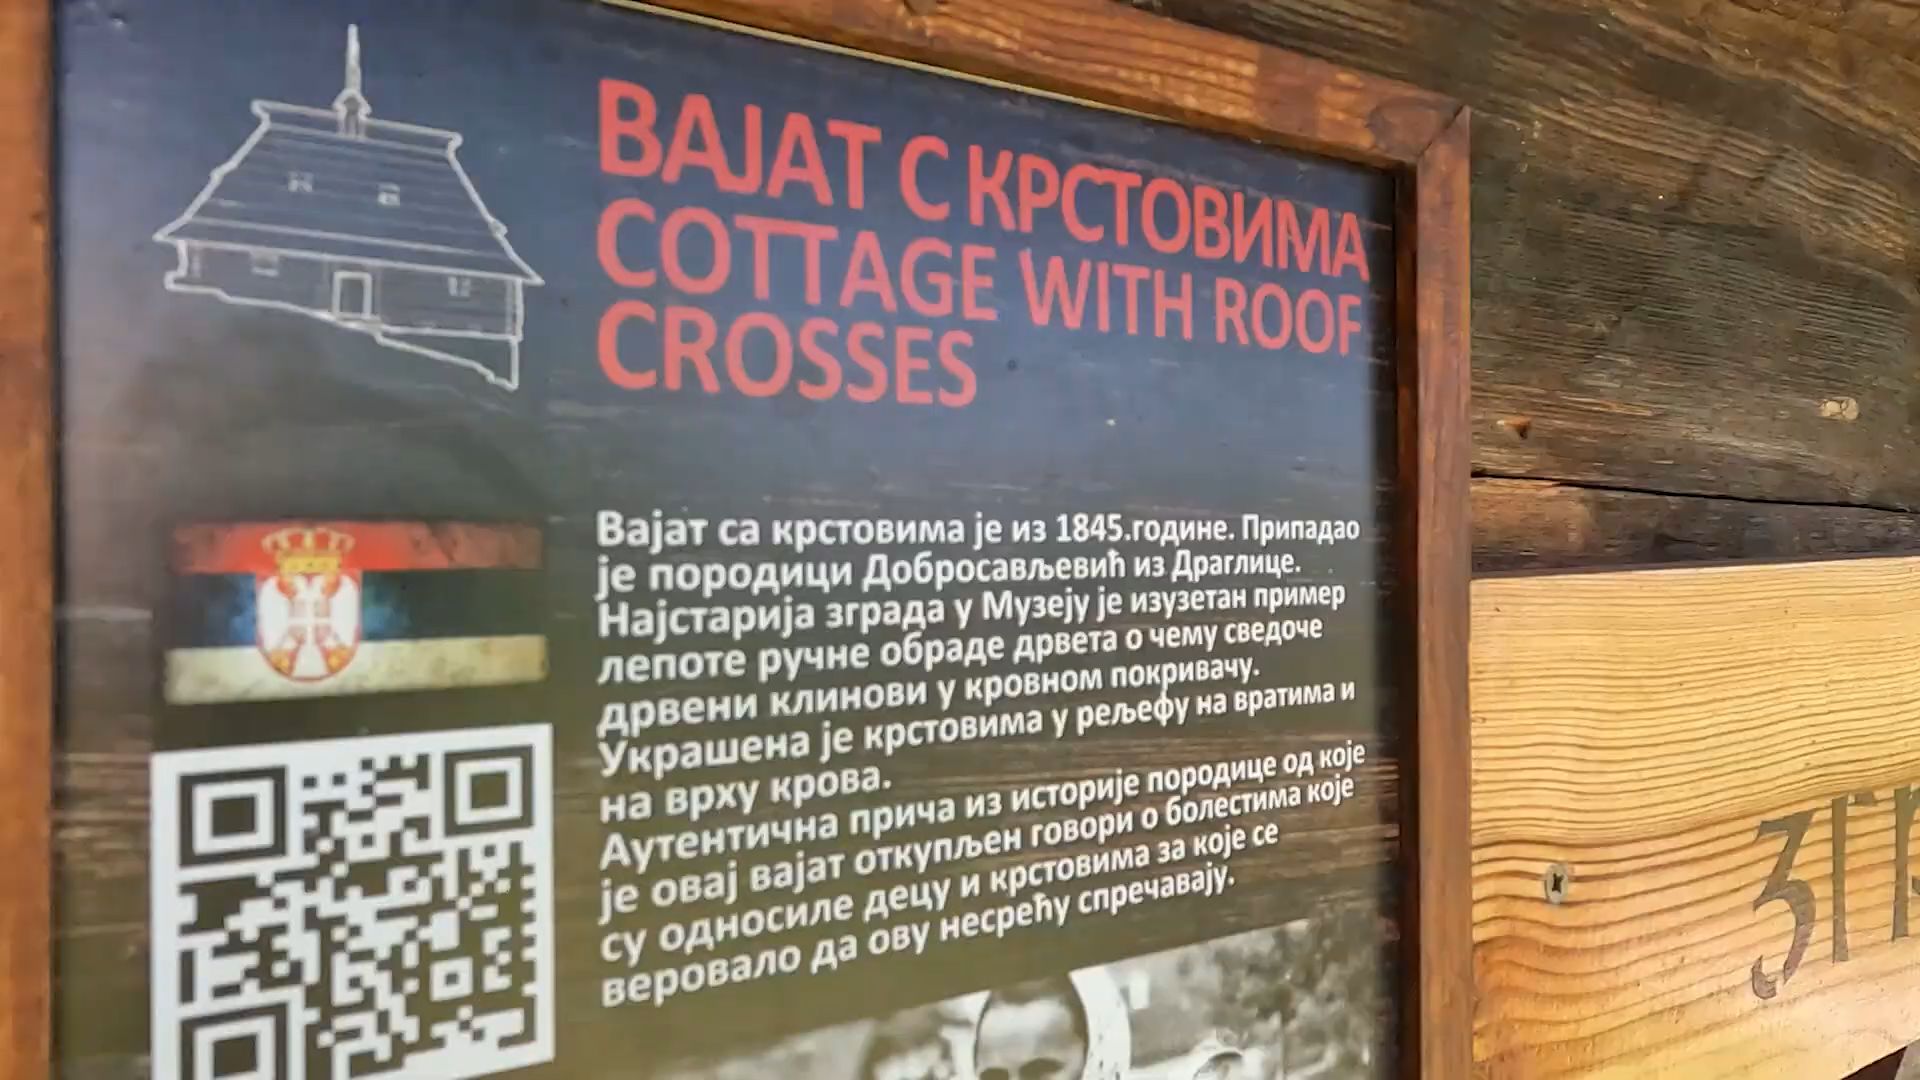 ВАЈАТ С КРСТОВИМА
COTTAGE WITH ROOF
CROSSES
Вајат са крстовима је из 1845.године. Припадао
је породици Добросављевић из Драглице.
Најстарија зграда у Музеју је изузетан пример
лепоте ручне обраде дрвета о чему сведоче
дрвени клинови у кровном покривачу.
Украшена је крстовима у рељефу на вратима и
на врху крова.
Аутентична прича из историје породице од које
је овај вајат откупљен говори о болестима које
су односиле децу и крстовима за које се
веровало да ову несрећу спречавају.